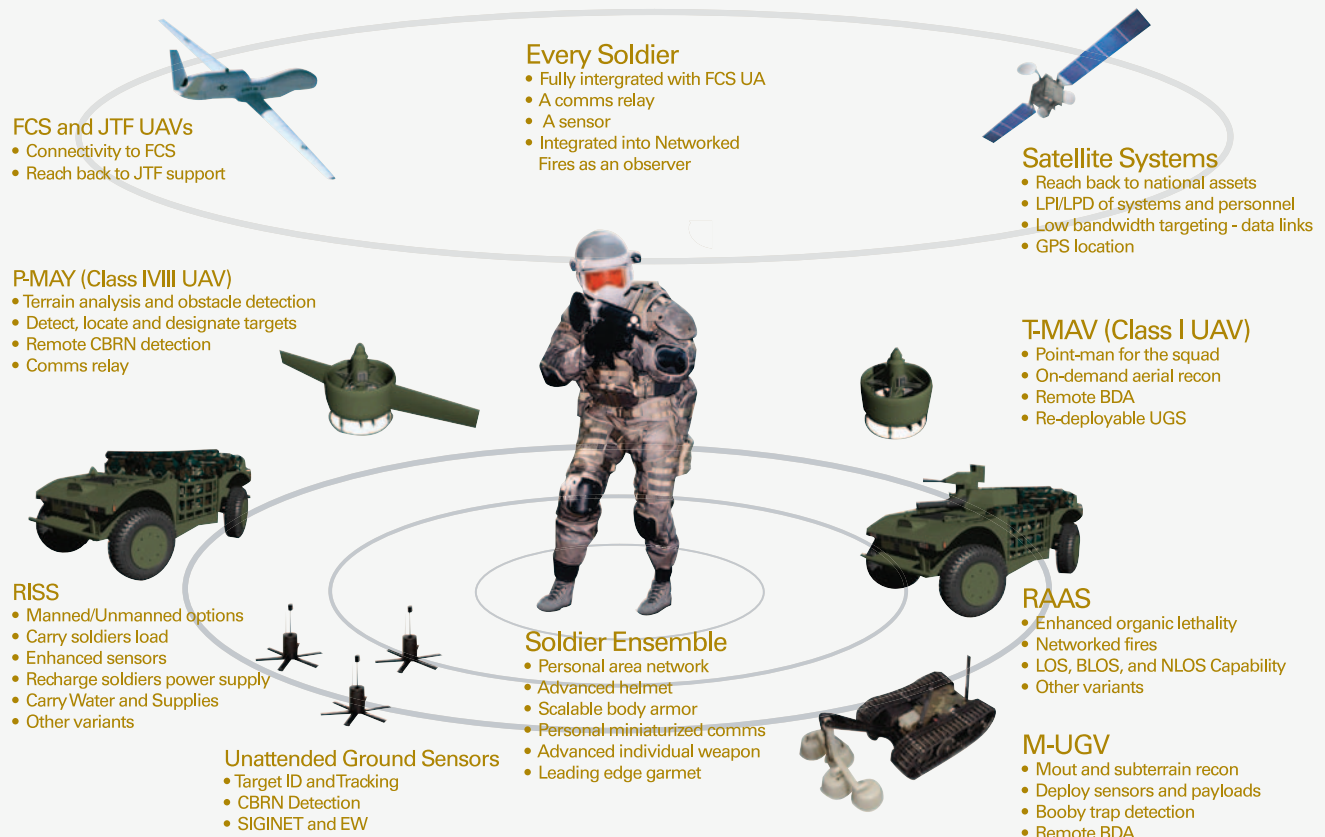 Every Soldier
• Fully intergrated with FCS UA
• A comms relay
• A sensor
• Integrated into Networked
Fires as an observer
FCS and JTF UAVs
• Connectivity to FCS
• Reach back to JTF support
Satellite Systems
• Reach back to national assets
• LPI/LPD of systems and personnel
• Low bandwidth targeting - data links
• GPS location
P-MAY (Class IVIII UAV)
• Terrain analysis and obstacle detection
• Detect, locate and designate targets
• Remote CBRN detection
• Comms relay
T-MAV (Class I UAV)
• Point-man for the squad
• On-demand aerial recon
• Remote BDA
• Re-deployable UGS
RISS
• Manned/Unmanned options
• Carry soldiers load
• Enhanced sensors
• Recharge soldiers power supply
• Carry Water and Supplies
• Other variants
Soldier Ensemble
• Personal area network
• Advanced helmet
• Scalable body armor
• Personal miniaturized comms
• Advanced individual weapon
• Leading edge garmet
RAAS
• Enhanced organic lethality
• Networked fires
• LOS, BLOS, and NLOS Capability
• Other variants
Unattended Ground Sensors
• Target ID and Tracking
• CBRN Detection
• SIGINET and EW
M-UGV
• Mout and subterrain recon
• Deploy sensors and payloads
• Booby trap detection
• Remote BDA